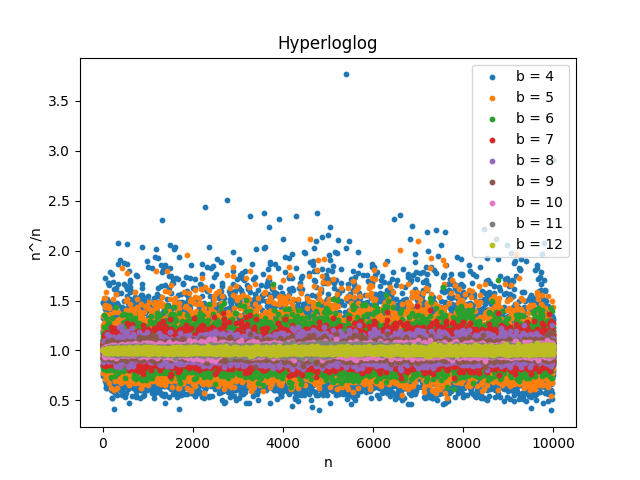 Hyperloglog
n^/n
3.5
3.0
2.5
2.0
1.5
1.0
0.5
0
2000
4000
6000
8000
10000
n
b = 4
b = 5
b = 6
b = 7
b = 8
b = 9
b = 10
b = 11
b = 12